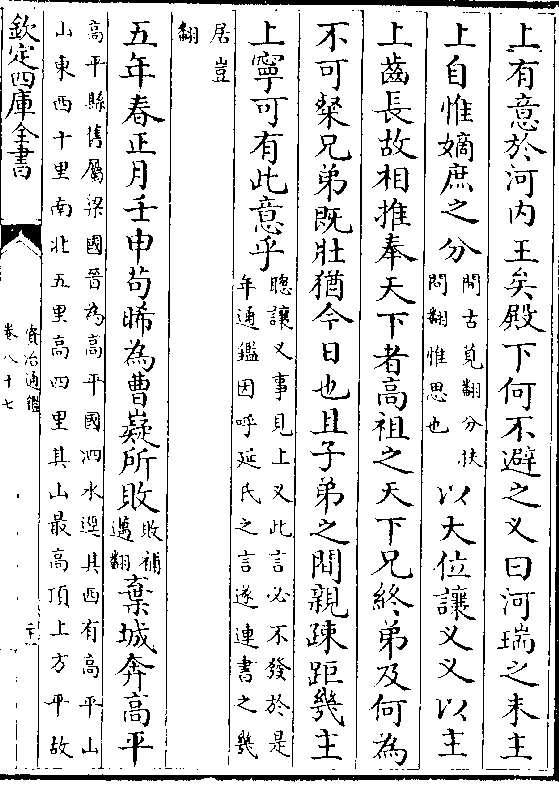 上有意於河内王矣殿下何不避之乂曰河瑞之末主
上自惟嫡庶之分間古莧翻分扶問翻惟思也以大位讓乂乂以主
上齒長故相推奉天下者高祖之天下兄終弟及何為
不可粲兄弟既壯猶今日也且子弟之間親疎距幾主
上寧可有此意乎聰讓乂事見上乂此言必不發於是年通鑑因呼延氏之言遂連書之幾
居豈翻
五年春正月壬申苟晞為曹嶷所敗敗補邁翻棄城奔高平
高平縣舊屬梁國晉為高平國泗水逕其西有高平山
山東西十里南北五里高四里其山最高頂上方平故
欽定四庫全書
資治通鑑
卷八十七